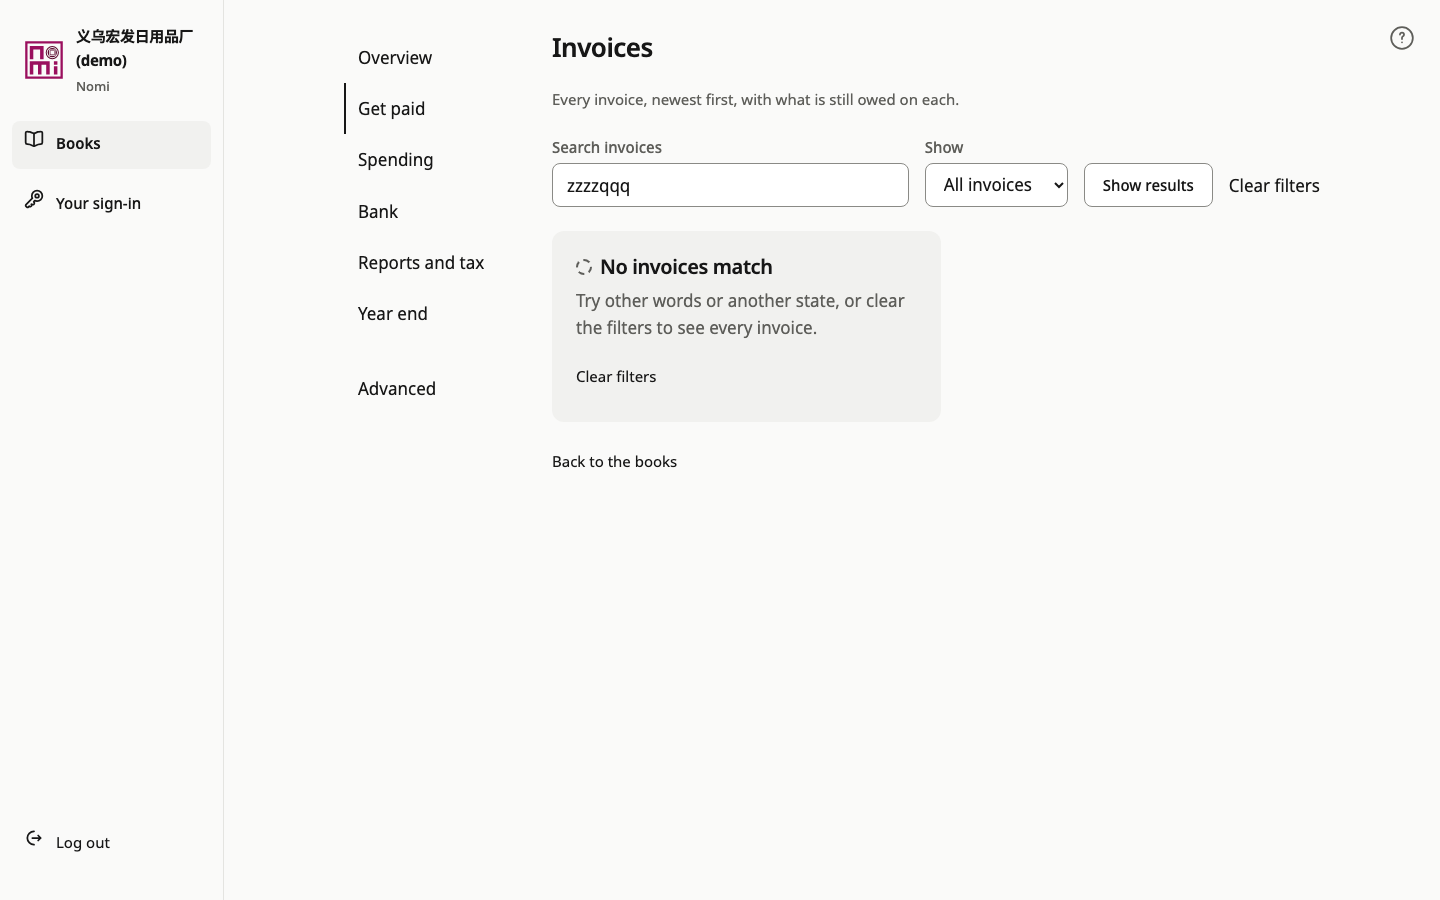 义乌宏发日用品厂
(demo)
Nomi
Books
Your sign-in
Log out
Overview
Get paid
Spending
Bank
Reports and tax
Year end
Advanced
Invoices
Every invoice, newest first, with what is still owed on each.
Search invoices
zzzzqqq
Show
All invoices
Show results
Clear filters
No invoices match
Try other words or another state, or clear
the filters to see every invoice.
Clear filters
Back to the books
?
nomi